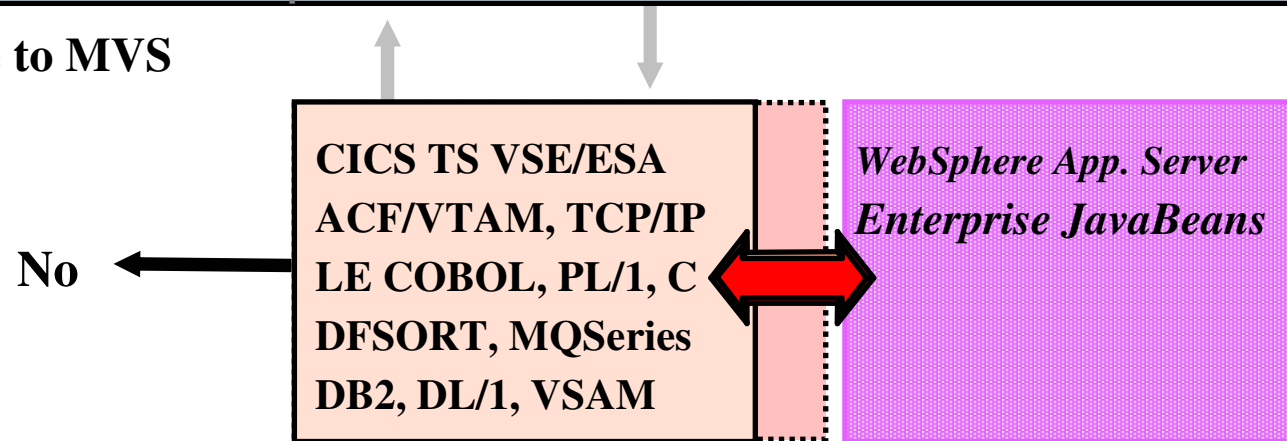 to MVS
CICS TS VSE/ESA
ACF/VTAM, TCP/IP
LE COBOL, PL/1, C
DFSORT, MQSeries
DB2, DL/1, VSAM
No
WebSphere App. Server
Enterprise JavaBeans